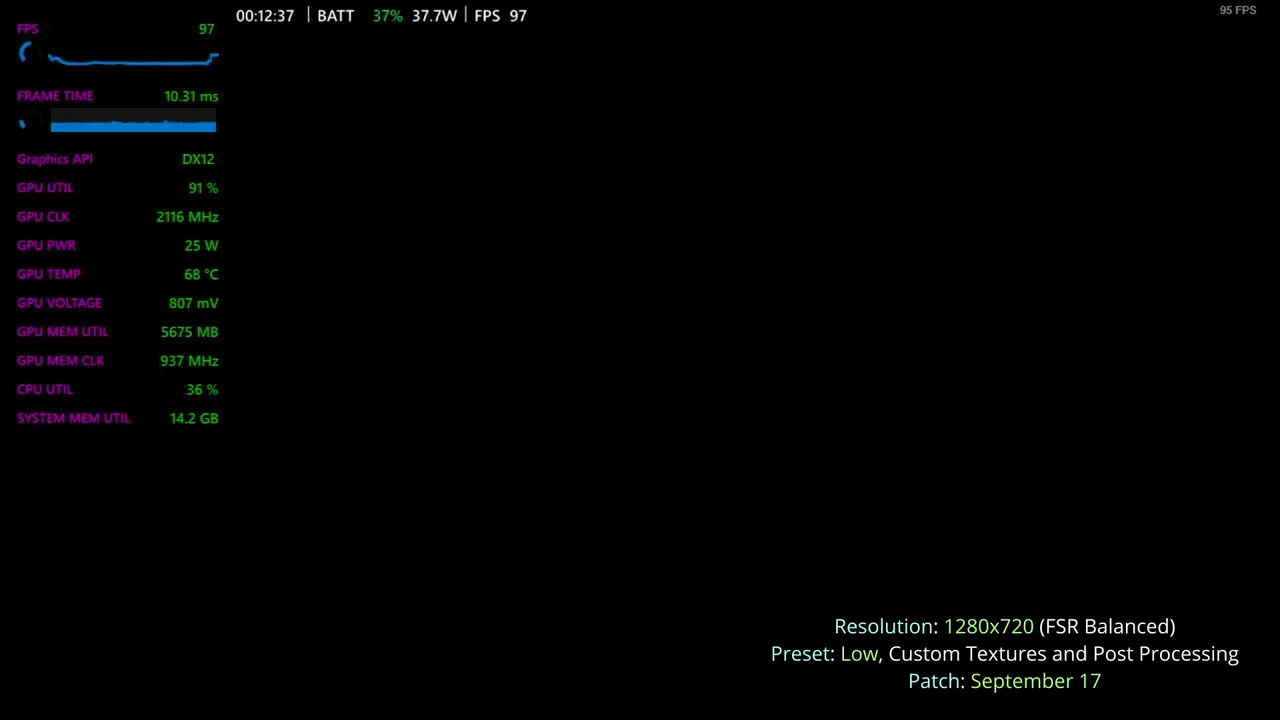 00:12:37 | BATT 37% 37.7W | FPS 97
95 FPS
FPS 97
FRAME TIME 10.31 ms
Graphics API DX12
GPU UTIL 91 %
GPU CLK 2116 MHz
GPU PWR 25 W
GPU TEMP 68 °C
GPU VOLTAGE 807 mV
GPU MEM UTIL 5675 MB
GPU MEM CLK 937 MHz
CPU UTIL 36 %
SYSTEM MEM UTIL 14.2 GB
Resolution: 1280x720 (FSR Balanced)
Preset: Low, Custom Textures and Post Processing
Patch: September 17